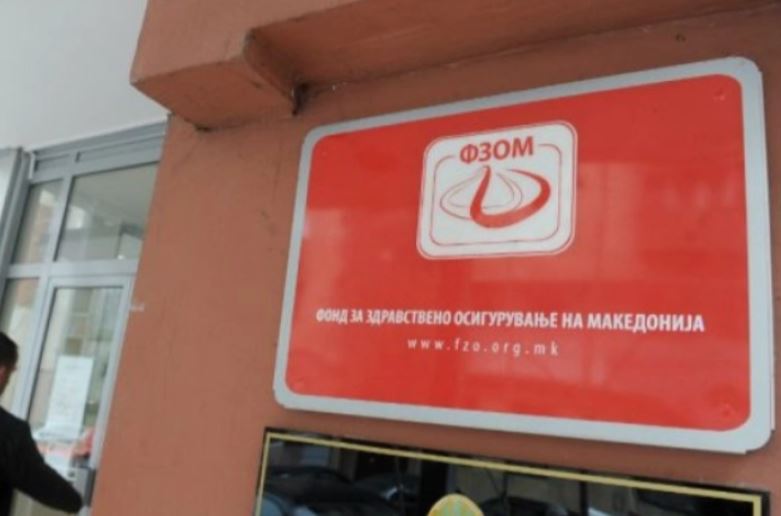 ФЗОМ
ФОНД ЗА ЗДРАВСТВЕНО ОСИГУРУВАЊЕ НА МАКЕДОНИЈА
www.fzo.org.mk